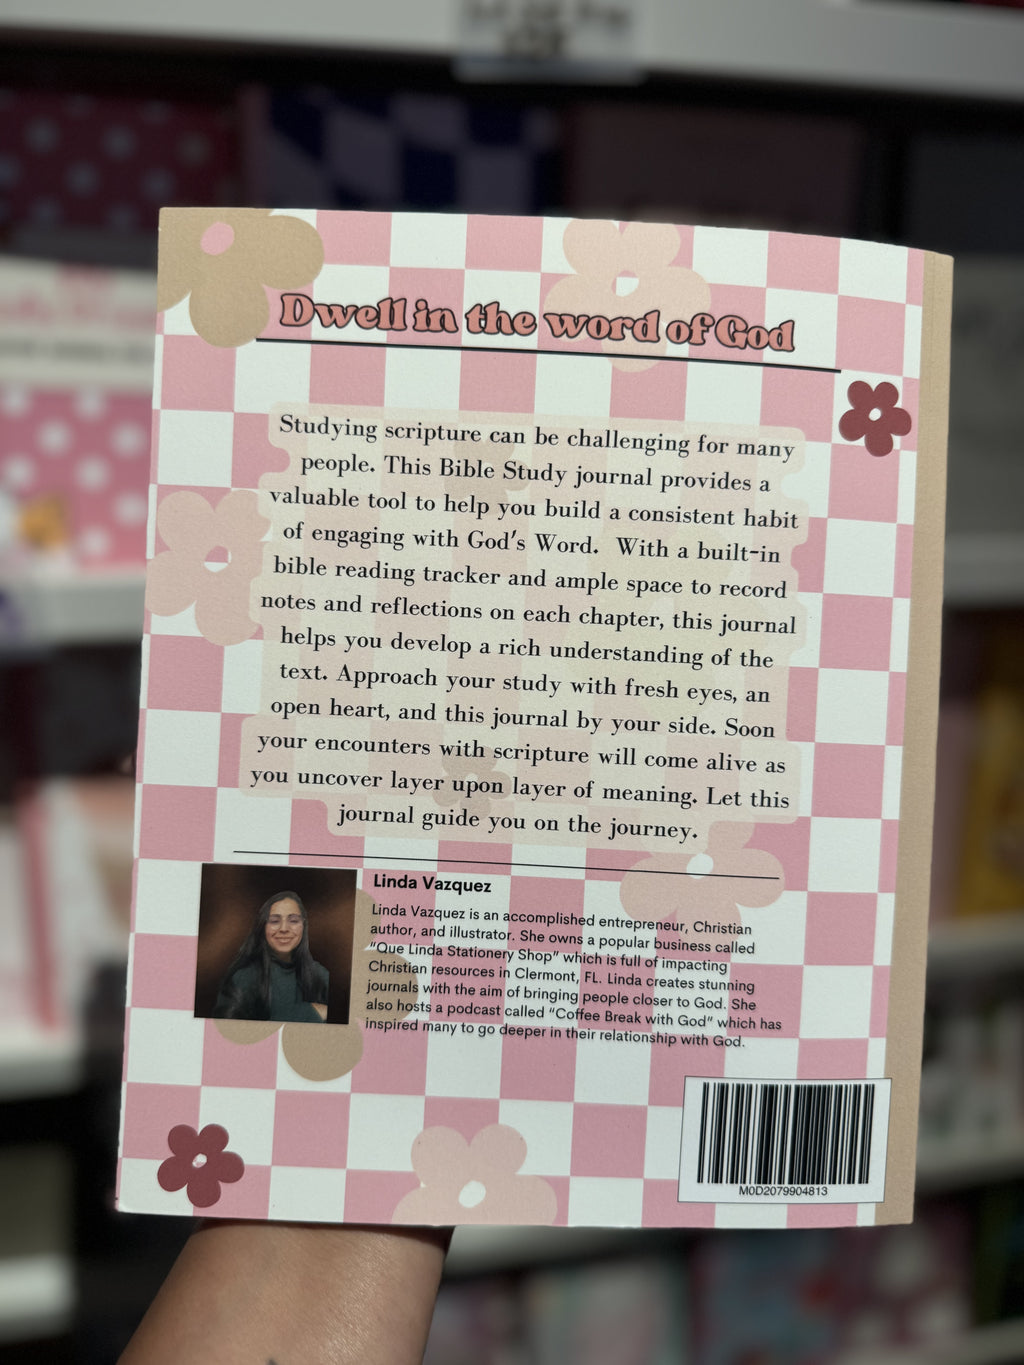 Dwell in the word of God
Studying scripture can be challenging for many
people. This Bible Study journal provides a
valuable tool to help you build a consistent habit
of engaging with God's Word.  With a built-in
bible reading tracker and ample space to record
notes and reflections on each chapter, this journal
helps you develop a rich understanding of the
text. Approach your study with fresh eyes, an
open heart, and this journal by your side. Soon
your encounters with scripture will come alive as
you uncover layer upon layer of meaning. Let this
journal guide you on the journey.
Linda Vazquez
Linda Vazquez is an accomplished entrepreneur, Christian
author, and illustrator. She owns a popular business called
"Que Linda Stationery Shop" which is full of impacting
Christian resources in Clermont, FL. Linda creates stunning
journals with the aim of bringing people closer to God. She
also hosts a podcast called "Coffee Break with God" which has
inspired many to go deeper in their relationship with God.
M0D2079904813